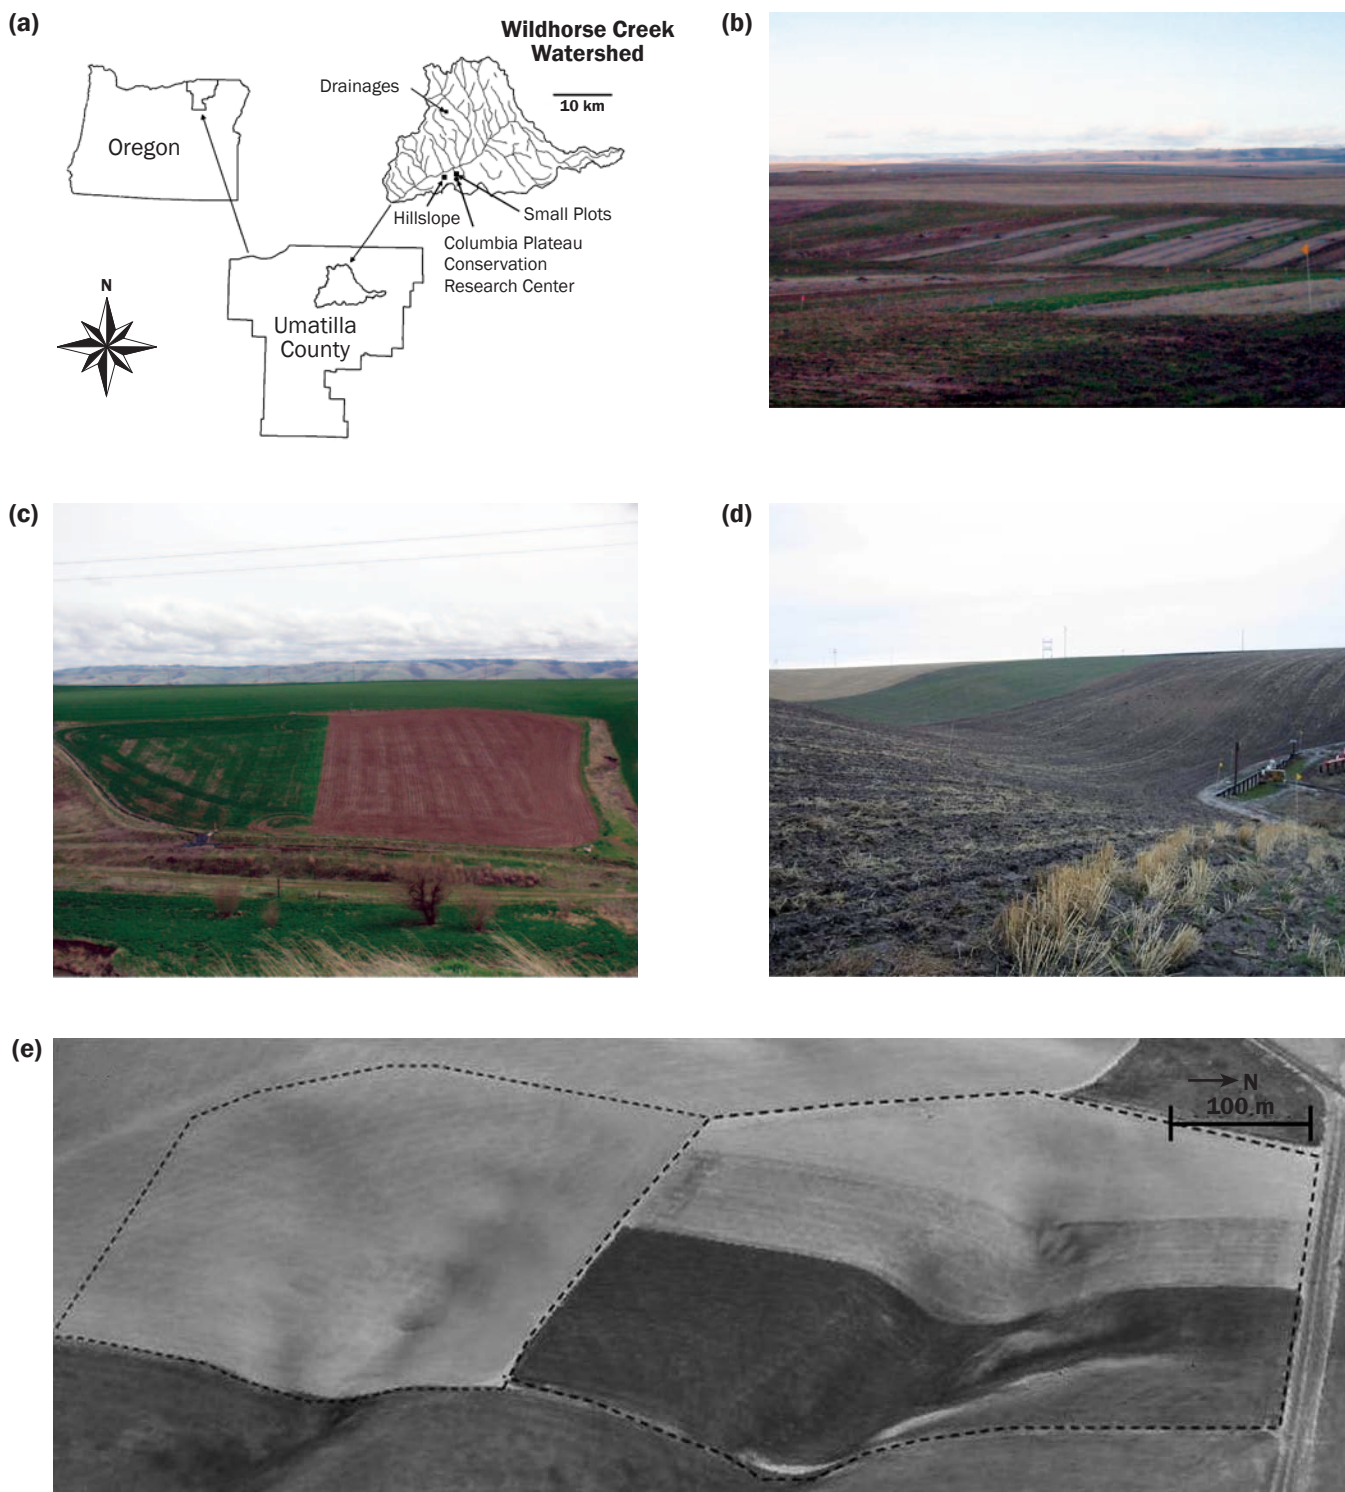 (a)
Wildhorse Creek
Watershed
Drainages
10 km
Oregon
Hillslope
Small Plots
Columbia Plateau
Conservation
Research Center
N
Umatilla
County
(b)
(c)
(d)
(e)
N
100 m